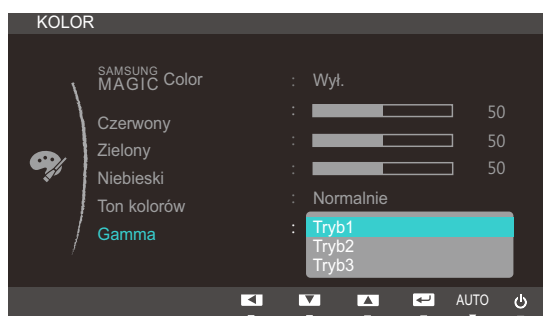 KOLOR
SAMSUNG MAGIC Color : Wył.
Czerwony : 50
Zielony : 50
Niebieski : 50
Ton kolorów : Normalnie
Gamma : Tryb1
Tryb2
Tryb3
AUTO